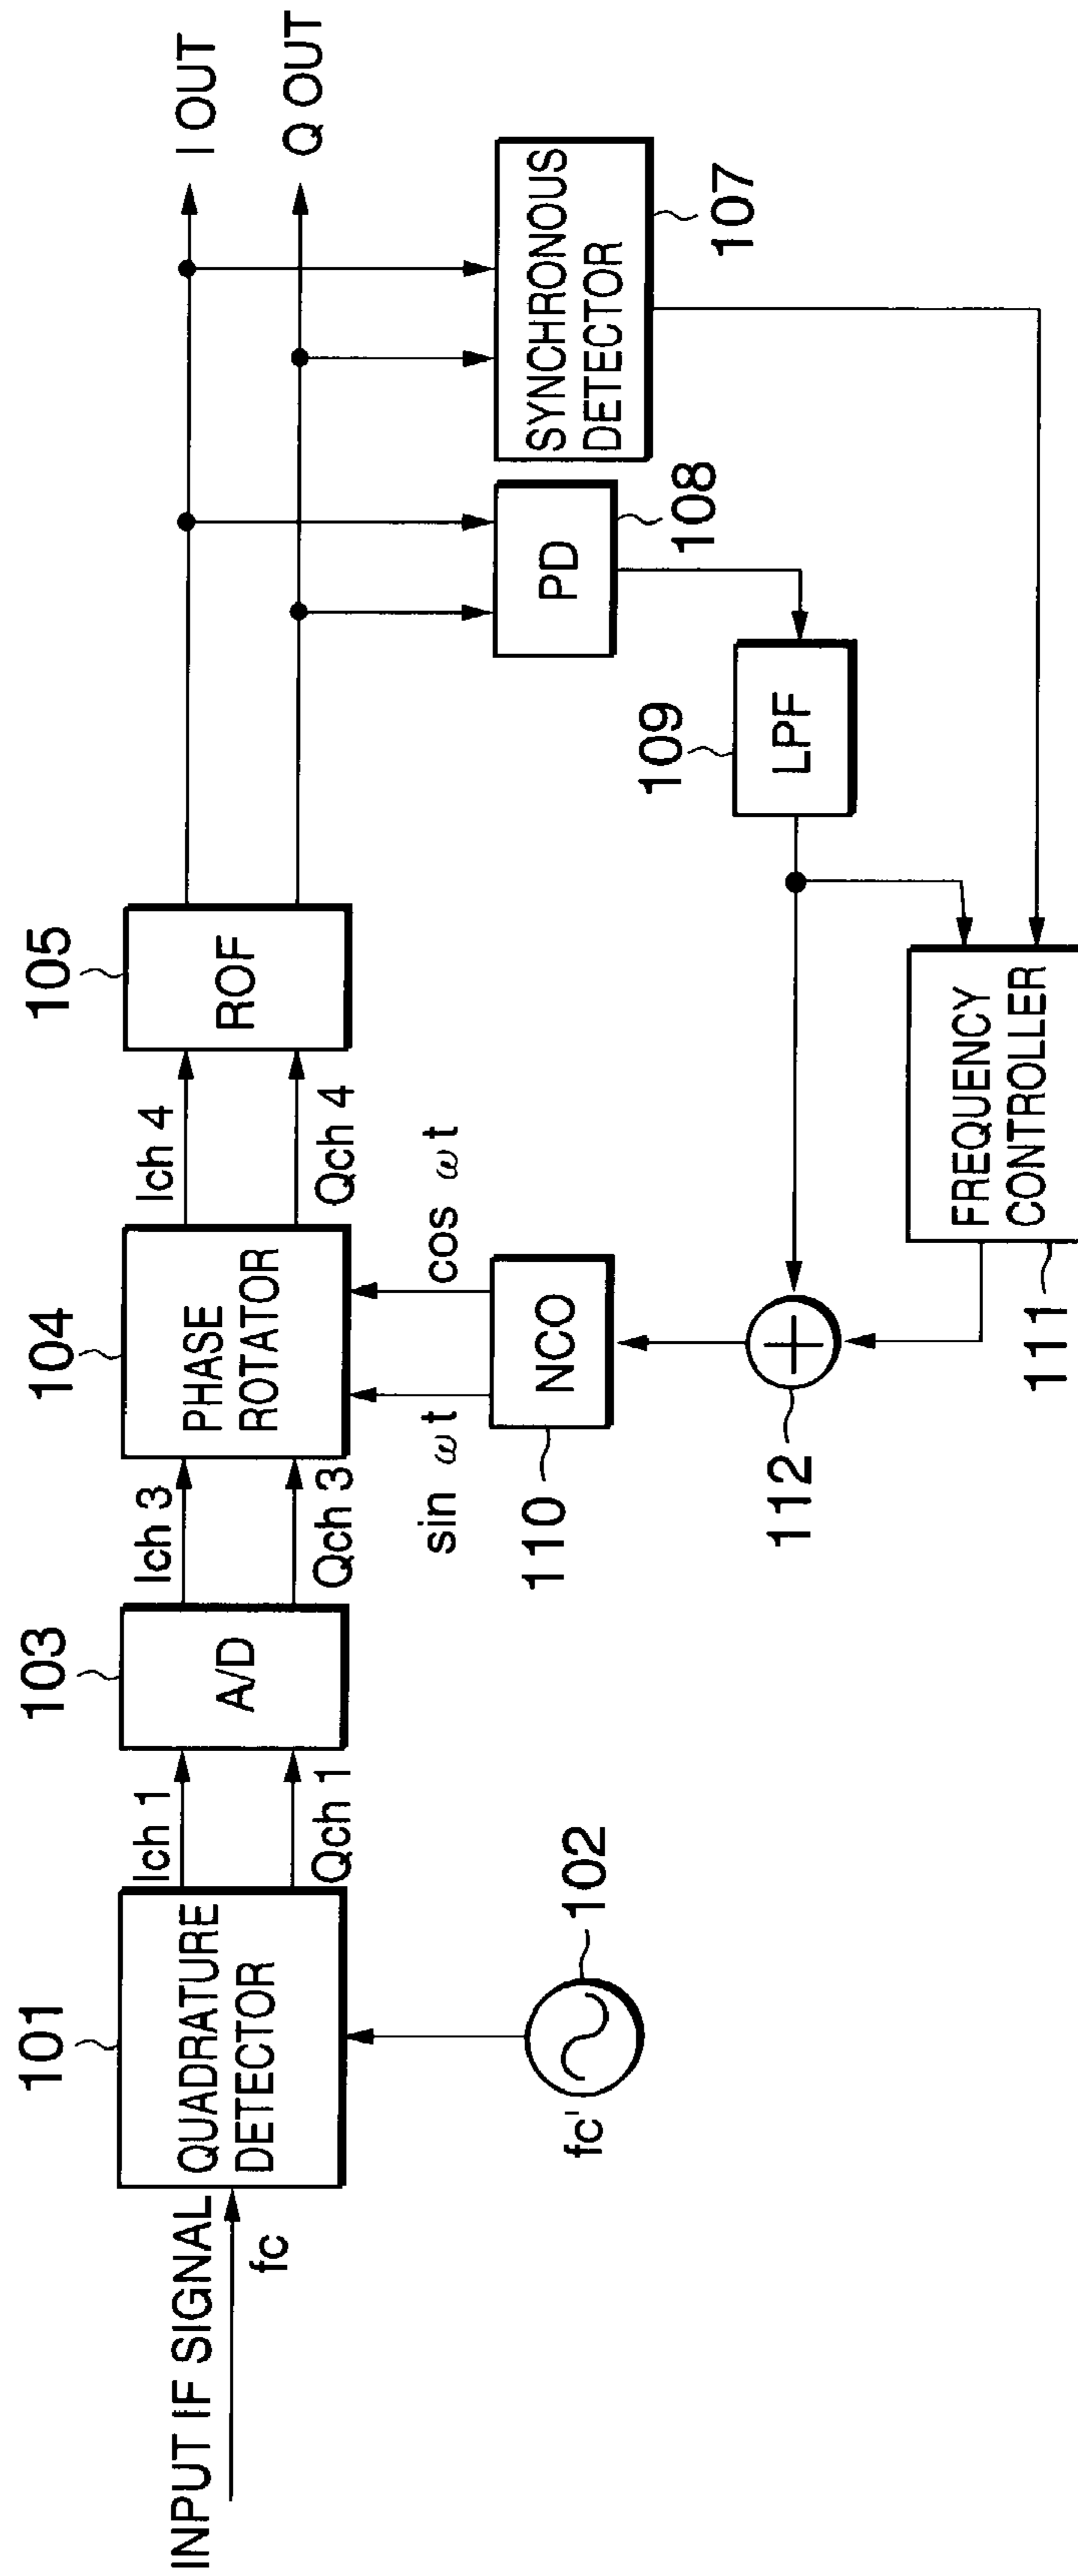 INPUT IF SIGNAL
fc
101
QUADRATURE
DETECTOR
fc'
102
Ich 1
Qch 1
103
A/D
Ich 3
Qch 3
104
PHASE
ROTATOR
sin ωt
cos ωt
110
NCO
112
Ich 4
Qch 4
105
ROF
111
FREQUENCY
CONTROLLER
109
LPF
PD
108
SYNCHRONOUS
DETECTOR
107
I OUT
Q OUT